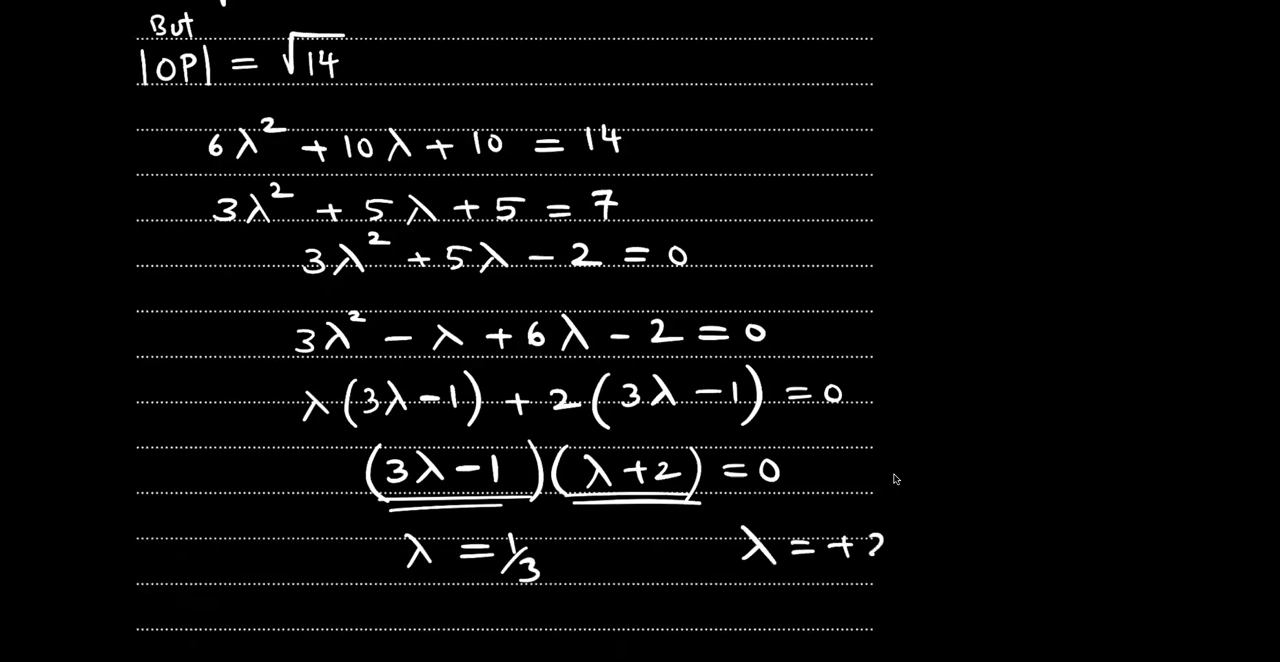 But
|OP| = √14
6λ² + 10λ + 10 = 14
3λ² + 5λ + 5 = 7
3λ² + 5λ - 2 = 0
3λ² - λ + 6λ - 2 = 0
λ(3λ - 1) + 2(3λ - 1) = 0
(3λ - 1)(λ + 2) = 0
λ = 1/3 λ = +2